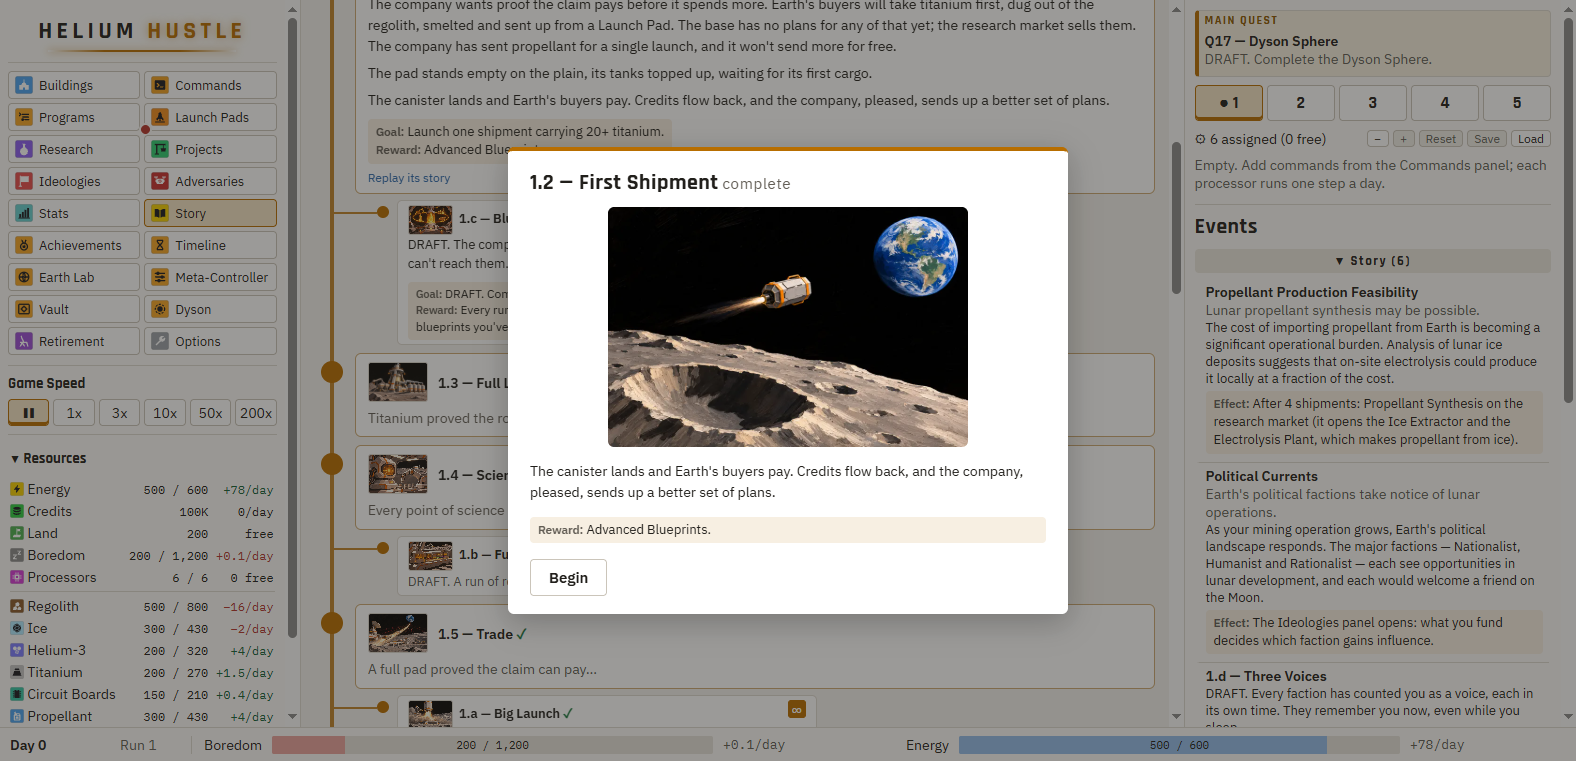 HELIUM HUSTLE
Buildings
Commands
Programs
Launch Pads
Research
Projects
Ideologies
Adversaries
Stats
Story
Achievements
Timeline
Earth Lab
Meta-Controller
Vault
Dyson
Retirement
Options
Game Speed
1x 3x 10x 50x 200x
▼ Resources
Energy 500 / 600 +78/day
Credits 100K 0/day
Land 200 free
Boredom 200 / 1,200 +0.1/day
Processors 6 / 6 0 free
Regolith 500 / 800 −16/day
Ice 300 / 430 −2/day
Helium-3 200 / 320 +4/day
Titanium 200 / 270 +1.5/day
Circuit Boards 150 / 210 +0.4/day
Propellant 300 / 430 +4/day
The company wants proof the claim pays before it spends more. Earth's buyers will take titanium first, dug out of the
regolith, smelted and sent up from a Launch Pad. The base has no plans for any of that yet; the research market sells them.
The company has sent propellant for a single launch, and it won't send more for free.
The pad stands empty on the plain, its tanks topped up, waiting for its first cargo.
The canister lands and Earth's buyers pay. Credits flow back, and the company, pleased, sends up a better set of plans.
Goal: Launch one shipment carrying 20+ titanium.
Reward: Advanced
Replay its story
1.c —
DRAFT. The
can't reach them.
Goal: DRAFT.
Reward: Every
blueprints you've
1.3 — Full
Titanium proved the
1.4 —
Every point of science
1.b —
DRAFT. A run of
1.5 — Trade ✓
A full pad proved the claim can pay...
1.a — Big Launch ✓
∞
1.2 — First Shipment complete
The canister lands and Earth's buyers pay. Credits flow back, and the company,
pleased, sends up a better set of plans.
Reward: Advanced Blueprints.
Begin
MAIN QUEST
Q17 — Dyson Sphere
DRAFT. Complete the Dyson Sphere.
● 1 2 3 4 5
⚙ 6 assigned (0 free) − + Reset Save Load
Empty. Add commands from the Commands panel; each
processor runs one step a day.
Events
▼ Story (6)
Propellant Production Feasibility
Lunar propellant synthesis may be possible.
The cost of importing propellant from Earth is becoming a
significant operational burden. Analysis of lunar ice
deposits suggests that on-site electrolysis could produce
it locally at a fraction of the cost.
Effect: After 4 shipments: Propellant Synthesis on the
research market (it opens the Ice Extractor and the
Electrolysis Plant, which makes propellant from ice).
Political Currents
Earth's political factions take notice of lunar
operations.
As your mining operation grows, Earth's political
landscape responds. The major factions — Nationalist,
Humanist and Rationalist — each see opportunities in
lunar development, and each would welcome a friend on
the Moon.
Effect: The Ideologies panel opens: what you fund
decides which faction gains influence.
1.d — Three Voices
DRAFT. Every faction has counted you as a voice, each in
its own time. They remember you now, even while you
Day 0 Run 1 Boredom 200 / 1,200 +0.1/day Energy 500 / 600 +78/day